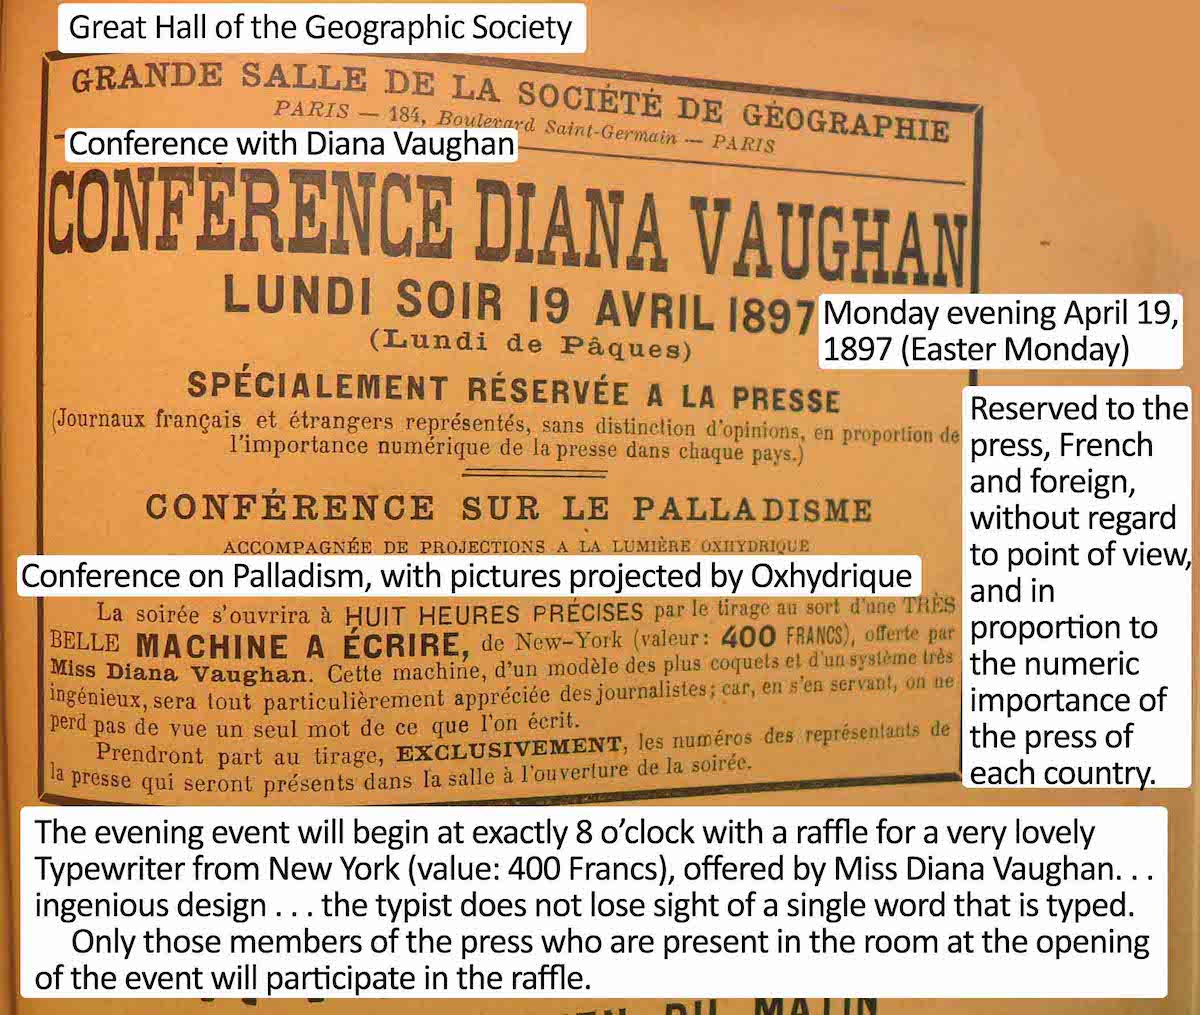 Great Hall of the Geographic Society
GRANDE SALLE DE LA SOCIÉTÉ DE GÉOGRAPHIE
PARIS — 184, Boulevard Saint-Germain — PARIS
Conference with Diana Vaughan
CONFÉRENCE DIANA VAUGHAN
LUNDI SOIR 19 AVRIL 1897
(Lundi de Pâques)
Monday evening April 19,
1897 (Easter Monday)
SPÉCIALEMENT RÉSERVÉE A LA PRESSE
(Journaux français et étrangers représentés, sans distinction d'opinions, en proportion de
l'importance numérique de la presse dans chaque pays.)
Reserved to the
press, French
and foreign,
without regard
to point of view,
and in
proportion to
the numeric
importance of
the press of
each country.
CONFÉRENCE SUR LE PALLADISME
ACCOMPAGNÉE DE PROJECTIONS A LA LUMIÈRE OXHYDRIQUE
Conference on Palladism, with pictures projected by Oxhydrique
La soirée s'ouvrira à HUIT HEURES PRÉCISES par le tirage au sort d'une TRÈS
BELLE MACHINE A ÉCRIRE, de New-York (valeur: 400 FRANCS), offerte par
Miss Diana Vaughan. Cette machine, d'un modèle des plus coquets et d'un système très
ingénieux, sera tout particulièrement appréciée des journalistes; car, en s'en servant, on ne
perd pas de vue un seul mot de ce que l'on écrit.
Prendront part au tirage, EXCLUSIVEMENT, les numéros des représentants de
la presse qui seront présents dans la salle à l'ouverture de la soirée.
The evening event will begin at exactly 8 o'clock with a raffle for a very lovely
Typewriter from New York (value: 400 Francs), offered by Miss Diana Vaughan. . .
ingenious design . . . the typist does not lose sight of a single word that is typed.
Only those members of the press who are present in the room at the opening
of the event will participate in the raffle.
DU MATIN